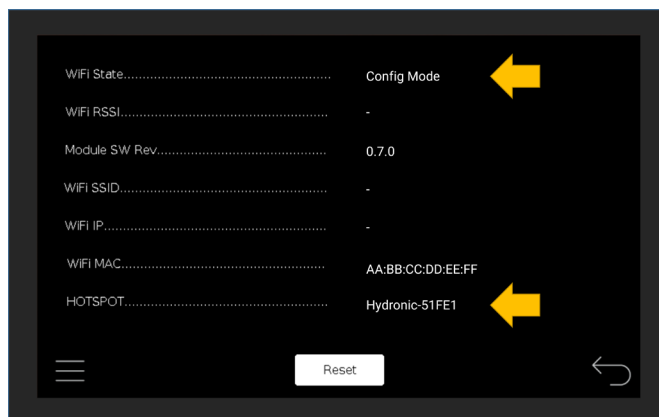 WiFi State.................................................... Config Mode
WiFi RSSI.................................................... -
Module SW Rev.......................................... 0.7.0
WiFi SSID.................................................... -
WiFi IP........................................................ -
WiFi MAC................................................... AA:BB:CC:DD:EE:FF
HOTSPOT................................................... Hydronic-51FE1
Reset